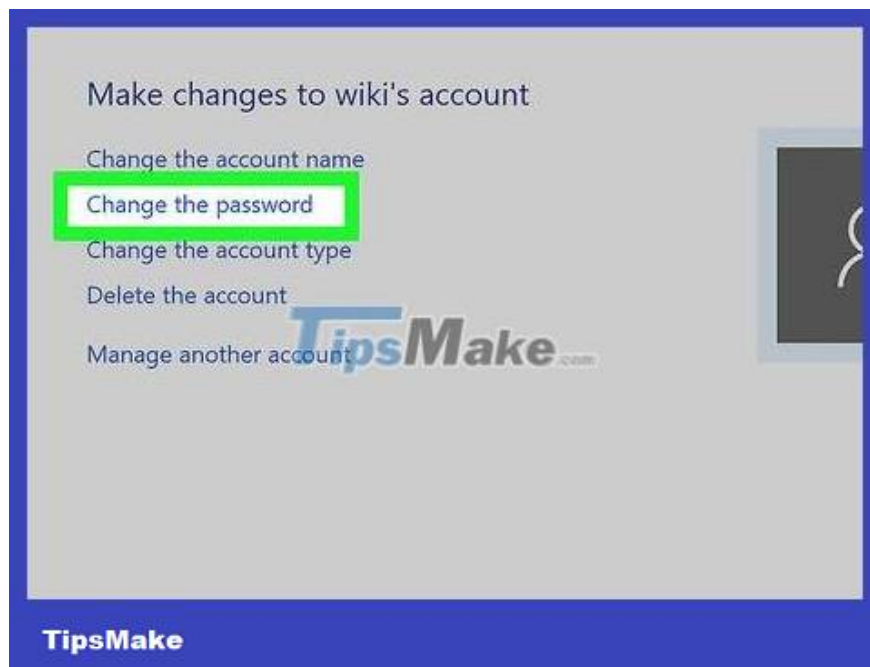 Make changes to wiki's account
Change the account name
Change the password
Change the account type
Delete the account
Manage another account
TipsMake.com
TipsMake